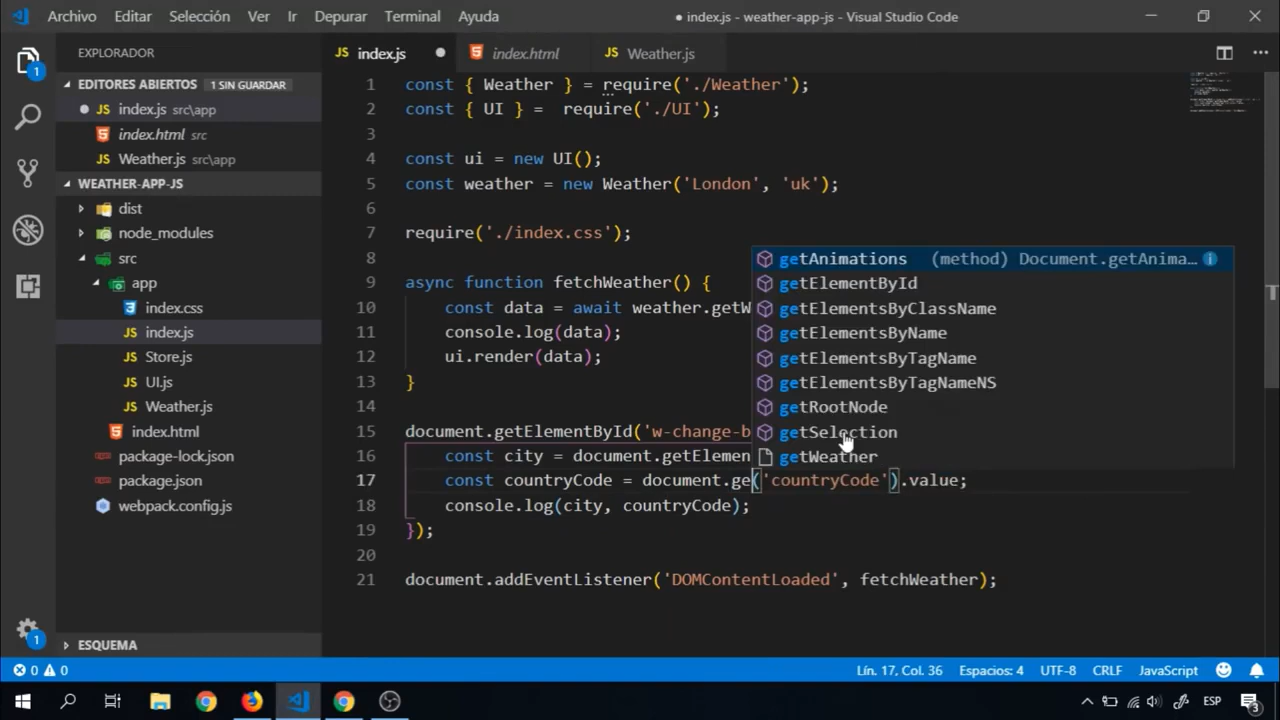 Archivo Editar Selección Ver Ir Depurar Terminal Ayuda ● index.js - weather-app-js - Visual Studio Code
EXPLORADOR
EDITORES ABIERTOS 1 SIN GUARDAR
JS index.js src\app
index.html src
JS Weather.js src\app
WEATHER-APP-JS
dist
node_modules
src
app
index.css
JS index.js
JS Store.js
JS UI.js
JS Weather.js
index.html
package-lock.json
package.json
webpack.config.js
ESQUEMA
1
1
JS index.js ● index.html JS Weather.js
1 const { Weather } = require('./Weather');
2 const { UI } =  require('./UI');
3
4 const ui = new UI();
5 const weather = new Weather('London', 'uk');
6
7 require('./index.css');
8
9 async function fetchWeather() {
10 const data = await weather.getW
11 console.log(data);
12 ui.render(data);
13 }
14
15 document.getElementById('w-change-b
16 const city = document.getElemen
17 const countryCode = document.ge('countryCode').value;
18 console.log(city, countryCode);
19 });
20
21 document.addEventListener('DOMContentLoaded', fetchWeather);
getAnimations (method) Document.getAnima…
getElementById
getElementsByClassName
getElementsByName
getElementsByTagName
getElementsByTagNameNS
getRootNode
getSelection
getWeather
0 0 Lín. 17, Col. 36 Espacios: 4 UTF-8 CRLF JavaScript
ESP 3